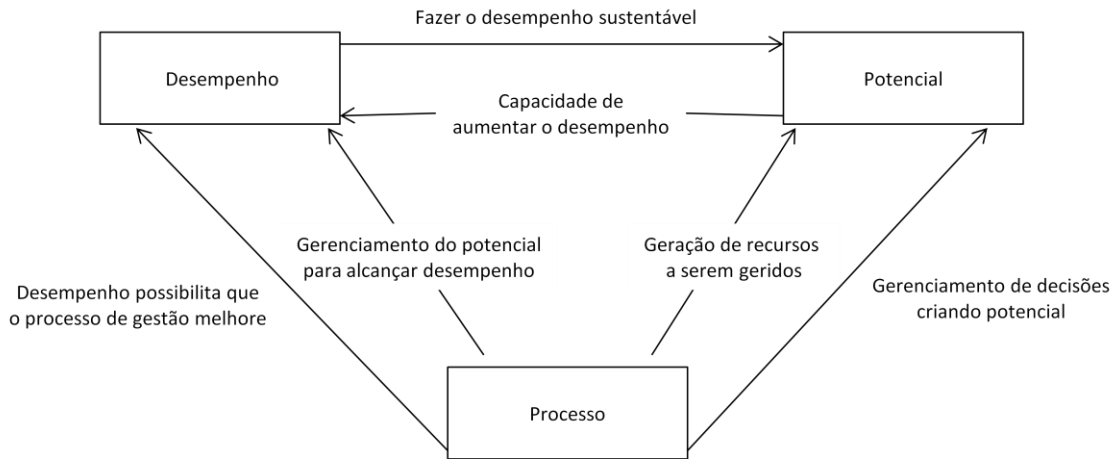 Fazer o desempenho sustentável
Desempenho
Potencial
Capacidade de
aumentar o desempenho
Gerenciamento do potencial
para alcançar desempenho
Geração de recursos
a serem geridos
Desempenho possibilita que
o processo de gestão melhore
Gerenciamento de decisões
criando potencial
Processo